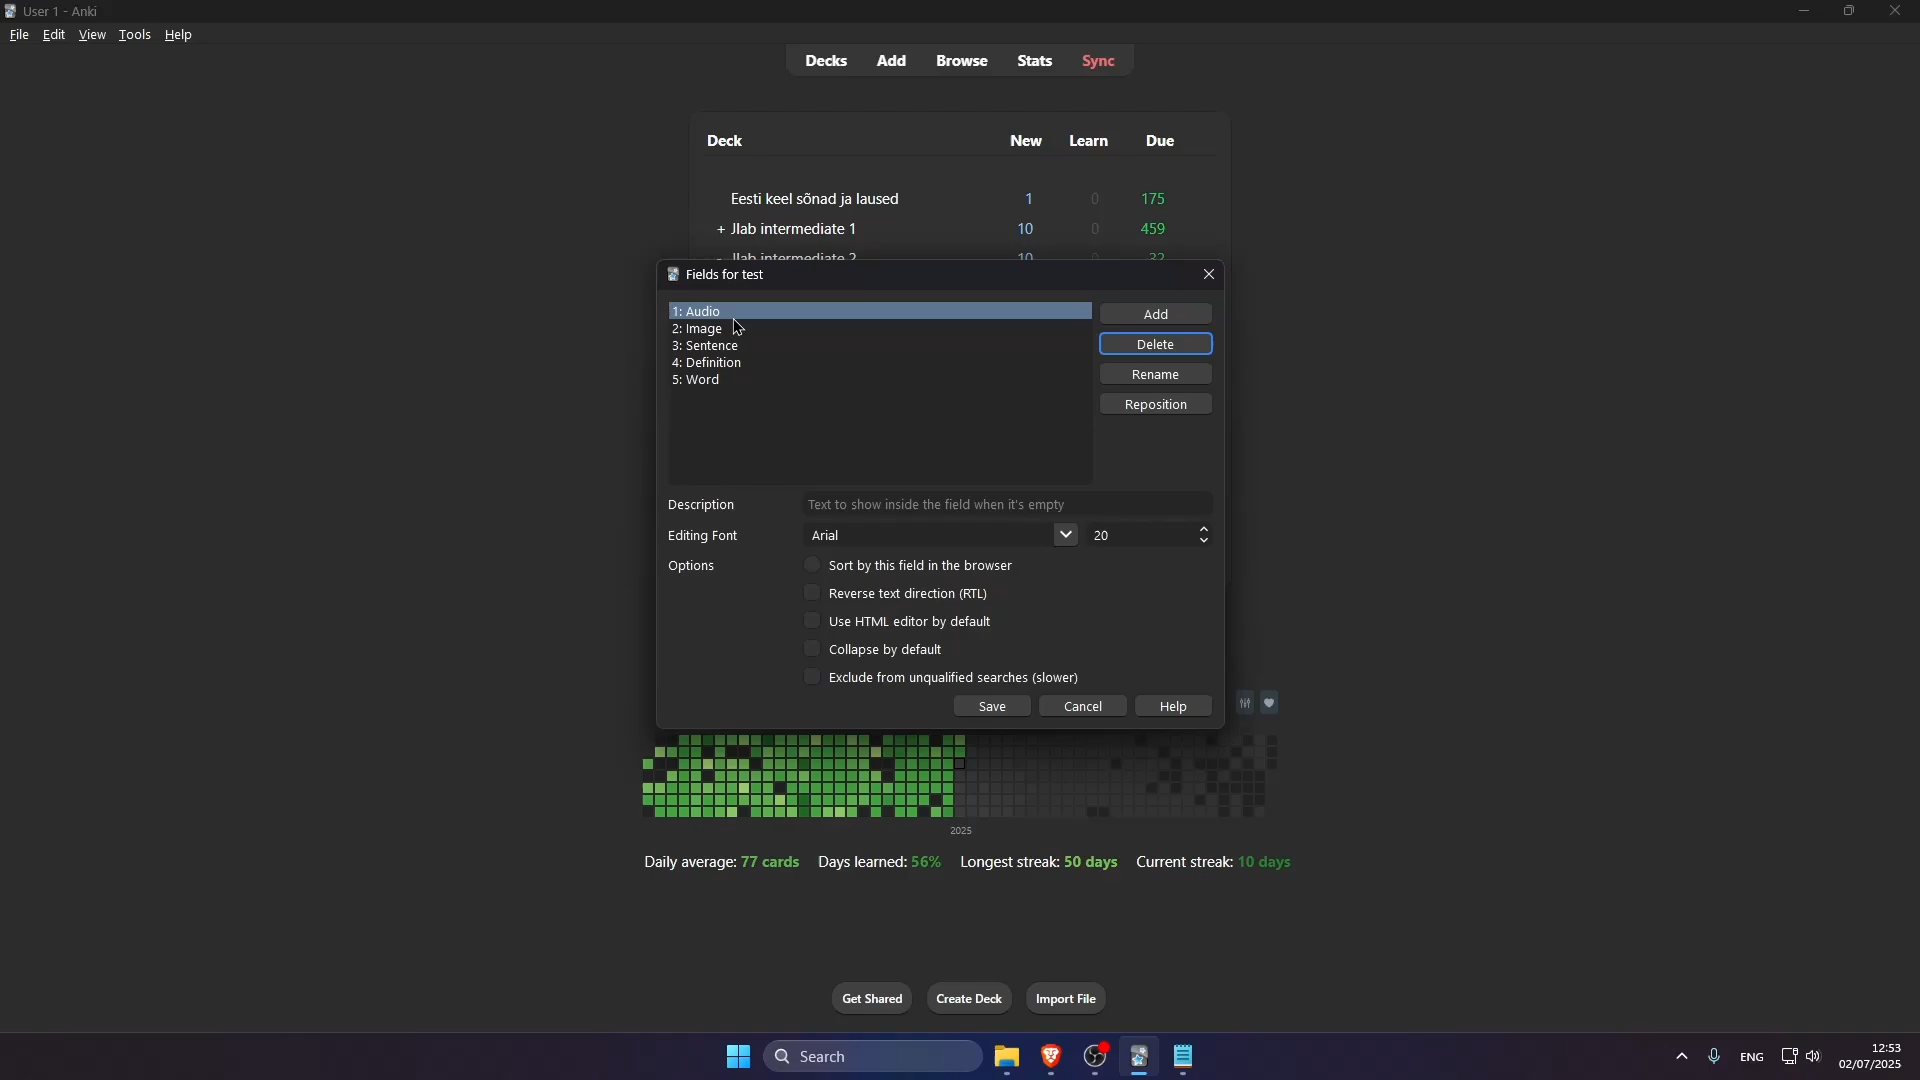 User 1 - Anki
File Edit View Tools Help
Decks Add Browse Stats Sync
Deck New Learn Due
Eesti keel sõnad ja laused 1 0 175
+ Jlab intermediate 1 10 0 459
- Jlab intermediate 2 10 0 32
Fields for test
1: Audio
2: Image
3: Sentence
4: Definition
5: Word
Add
Delete
Rename
Reposition
Description Text to show inside the field when it's empty
Editing Font Arial 20
Options Sort by this field in the browser
Reverse text direction (RTL)
Use HTML editor by default
Collapse by default
Exclude from unqualified searches (slower)
Save Cancel Help
2025
Daily average: 77 cards Days learned: 56% Longest streak: 50 days Current streak: 10 days
Get Shared Create Deck Import File
Search
ENG
12:53
02/07/2025